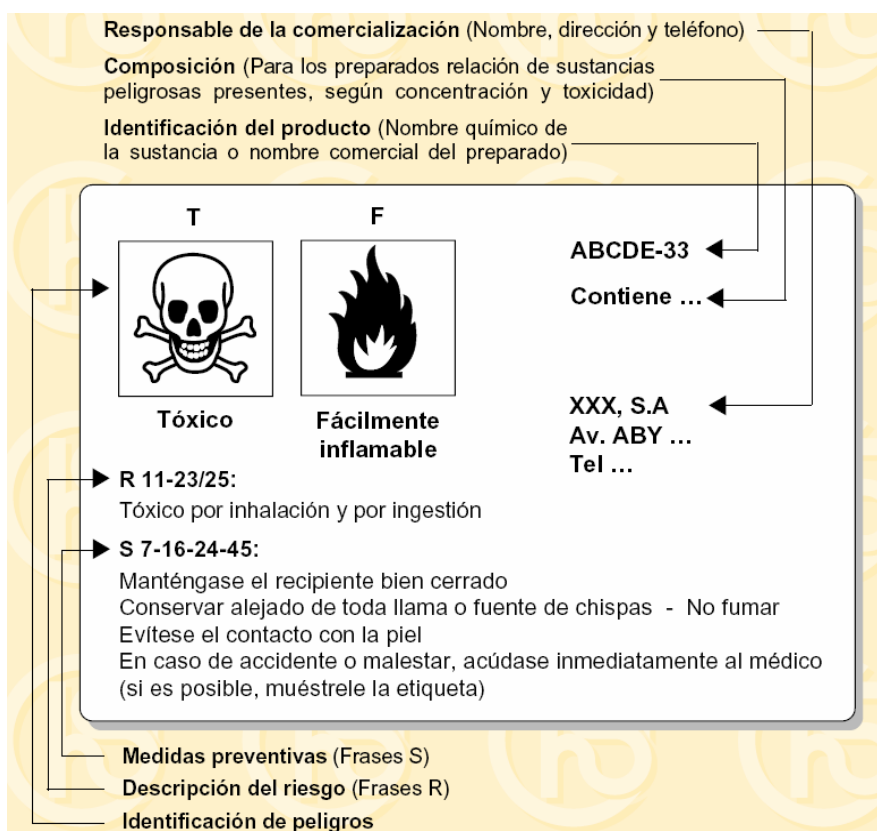 Responsable de la comercialización (Nombre, dirección y teléfono)
Composición (Para los preparados relación de sustancias
peligrosas presentes, según concentración y toxicidad)
Identificación del producto (Nombre químico de
la sustancia o nombre comercial del preparado)
T
F
ABCDE-33
Contiene ...
Tóxico
Fácilmente
inflamable
XXX, S.A
Av. ABY ...
Tel ...
R 11-23/25:
Tóxico por inhalación y por ingestión
S 7-16-24-45:
Manténgase el recipiente bien cerrado
Conservar alejado de toda llama o fuente de chispas - No fumar
Evítese el contacto con la piel
En caso de accidente o malestar, acúdase inmediatamente al médico
(si es posible, muéstrele la etiqueta)
Medidas preventivas (Frases S)
Descripción del riesgo (Frases R)
Identificación de peligros